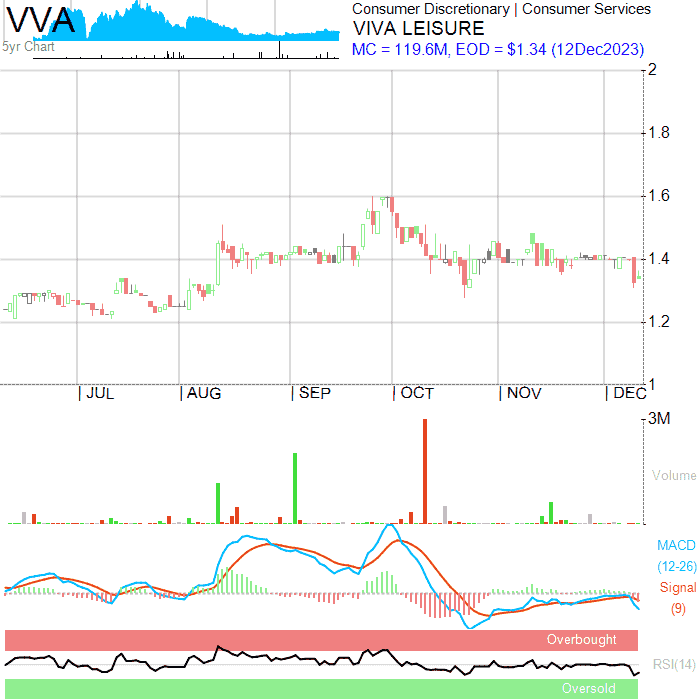 VVA
5yr Chart
Consumer Discretionary | Consumer Services
VIVA LEISURE
MC = 119.6M, EOD = $1.34 (12Dec2023)
2
1.8
1.6
1.4
1.2
1
| JUL | AUG | SEP | OCT | NOV | DEC
3M
Volume
MACD
(12-26)
Signal
(9)
Overbought
RSI(14)
Oversold